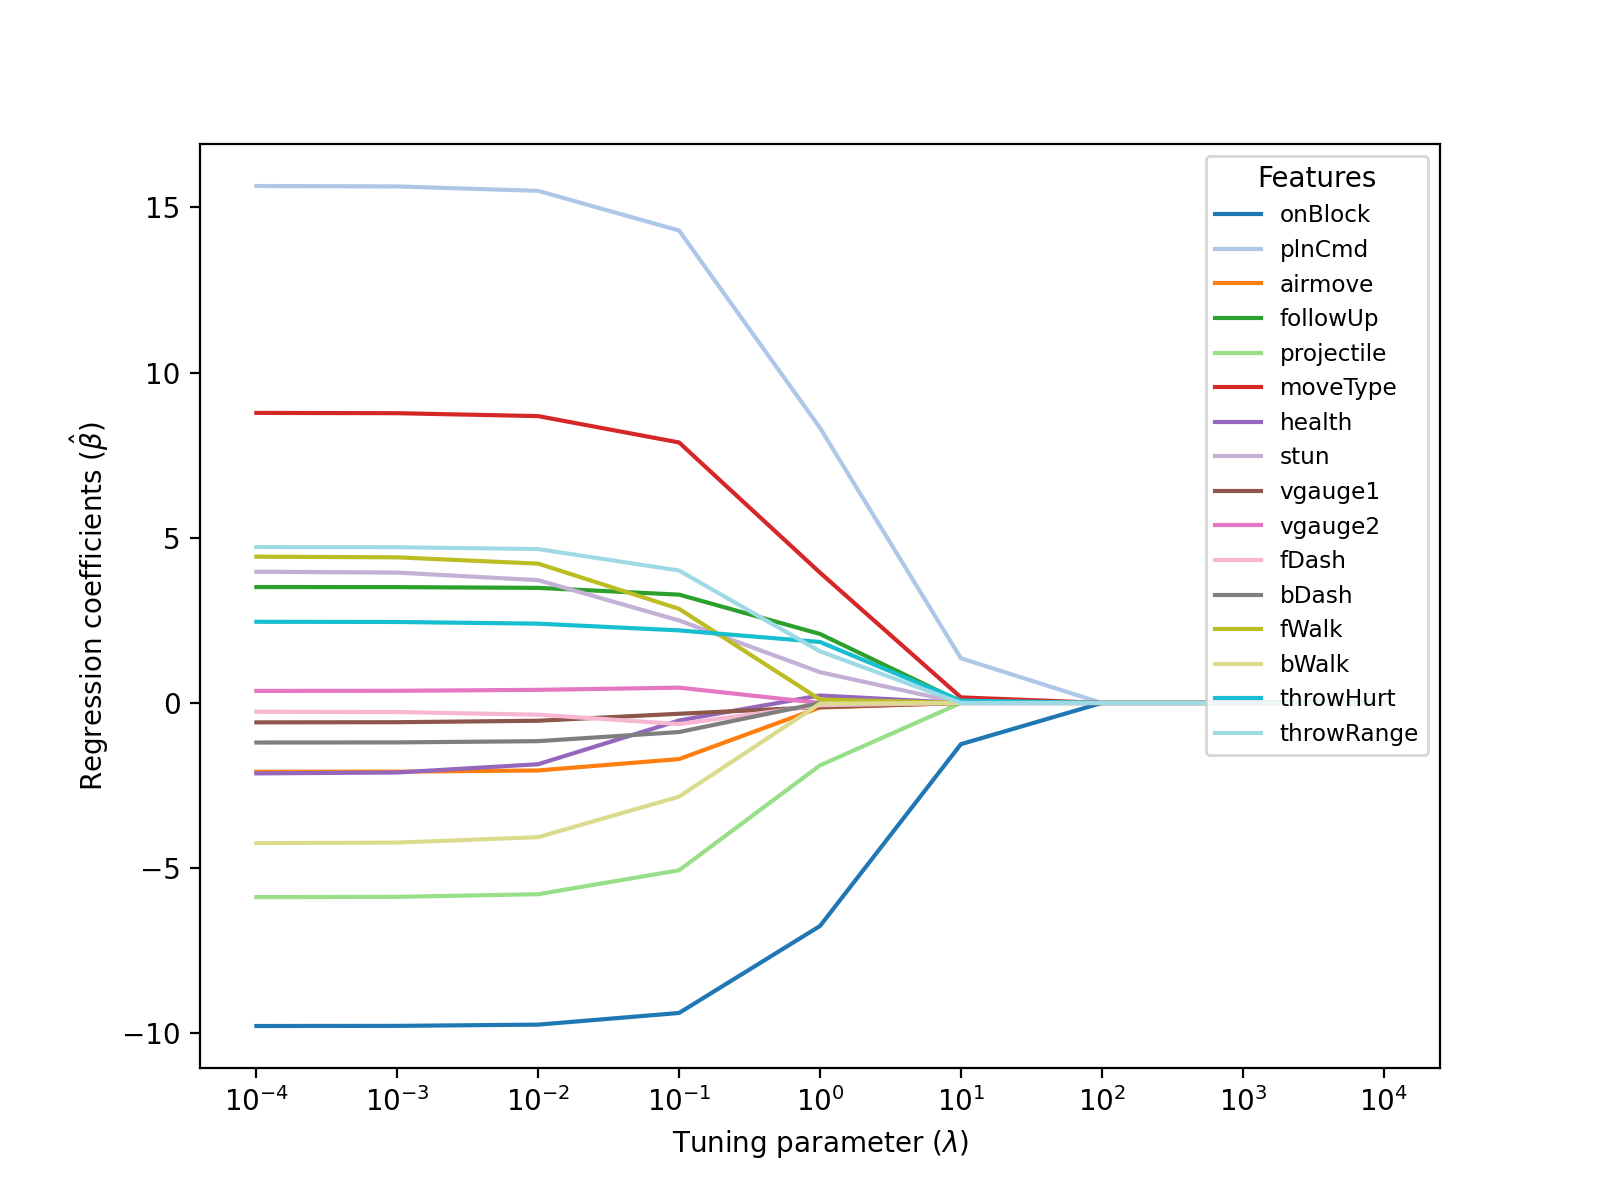 15
10
5
0
−5
−10
Regression coefficients (β̂)
10⁻⁴ 10⁻³ 10⁻² 10⁻¹ 10⁰ 10¹ 10² 10³ 10⁴
Tuning parameter (λ)
Features
onBlock
plnCmd
airmove
followUp
projectile
moveType
health
stun
vgauge1
vgauge2
fDash
bDash
fWalk
bWalk
throwHurt
throwRange